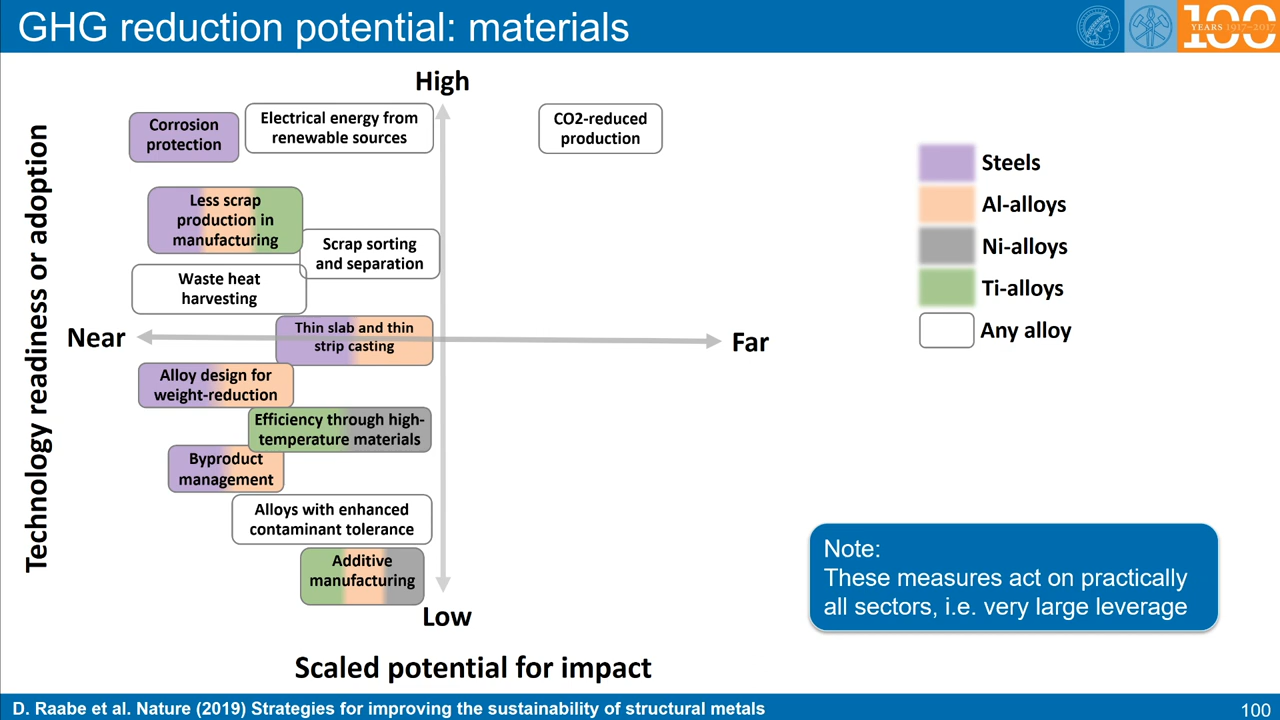 GHG reduction potential: materials
100
YEARS 1917–2017
High
Corrosion
protection
Electrical energy from
renewable sources
CO2-reduced
production
Technology readiness or adoption
Less scrap
production in
manufacturing
Scrap sorting
and separation
Waste heat
harvesting
Near
Thin slab and thin
strip casting
Far
Alloy design for
weight-reduction
Efficiency through high-
temperature materials
Byproduct
management
Alloys with enhanced
contaminant tolerance
Additive
manufacturing
Low
Scaled potential for impact
Steels
Al-alloys
Ni-alloys
Ti-alloys
Any alloy
Note:
These measures act on practically
all sectors, i.e. very large leverage
D. Raabe et al. Nature (2019) Strategies for improving the sustainability of structural metals
100